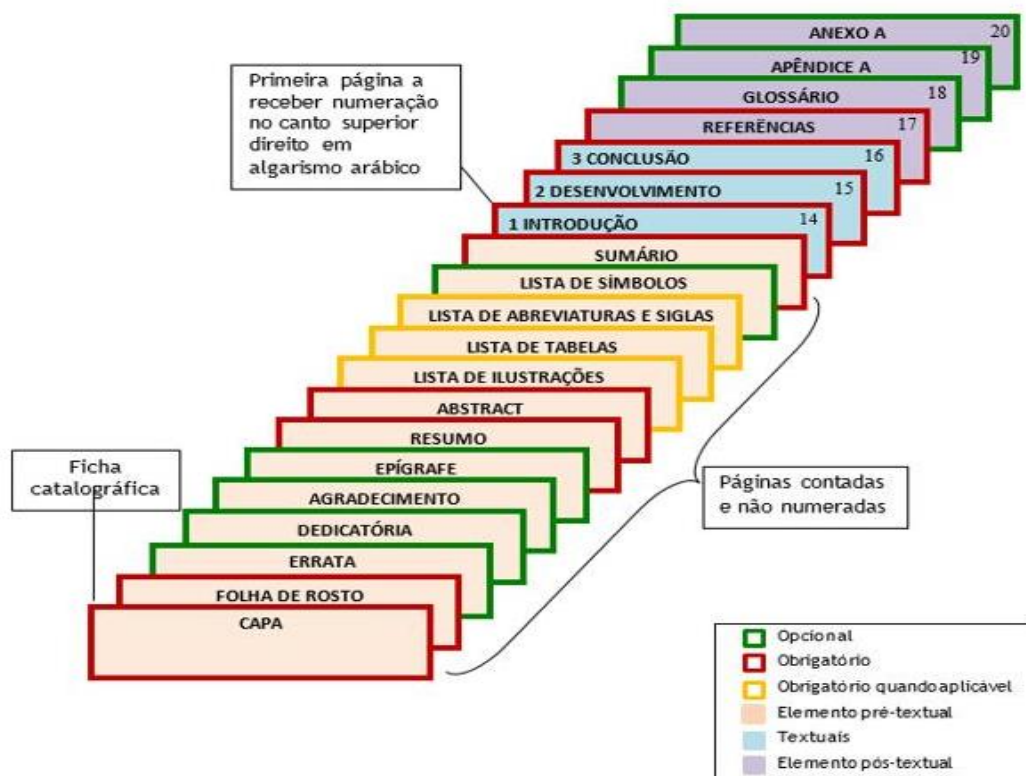 ANEXO A 20
APÊNDICE A 19
GLOSSÁRIO 18
REFERÊNCIAS 17
3 CONCLUSÃO 16
2 DESENVOLVIMENTO 15
1 INTRODUÇÃO 14
Primeira página a
receber numeração
no canto superior
direito em
algarismo arábico
SUMÁRIO
LISTA DE SÍMBOLOS
LISTA DE ABREVIATURAS E SIGLAS
LISTA DE TABELAS
LISTA DE ILUSTRAÇÕES
ABSTRACT
RESUMO
EPÍGRAFE
AGRADECIMENTO
DEDICATÓRIA
ERRATA
FOLHA DE ROSTO
CAPA
Ficha
catalográfica
Páginas contadas
e não numeradas
Opcional
Obrigatório
Obrigatório quando aplicável
Elemento pré-textual
Textuais
Elemento pós-textual